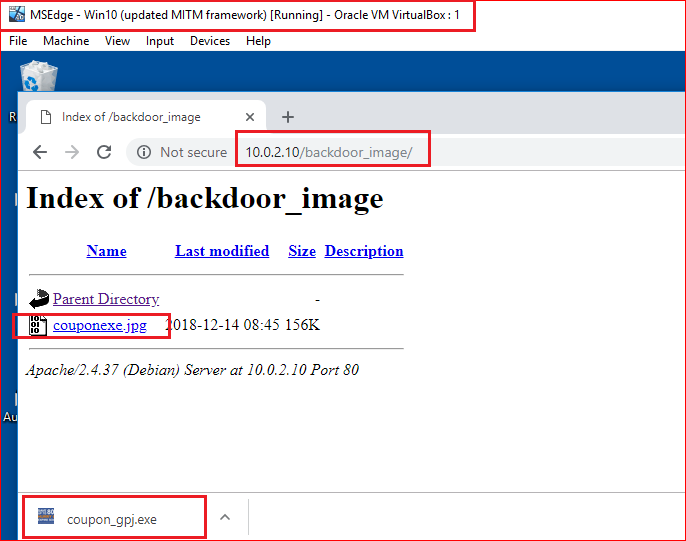 MSEdge - Win10 (updated MITM framework) [Running] - Oracle VM VirtualBox : 1
File Machine View Input Devices Help
R
Index of /backdoor_image
Not secure 10.0.2.10/backdoor_image/
Index of /backdoor_image
Name Last modified Size Description
Parent Directory -
couponexe.jpg 2018-12-14 08:45 156K
Apache/2.4.37 (Debian) Server at 10.0.2.10 Port 80
Au
coupon_gpj.exe